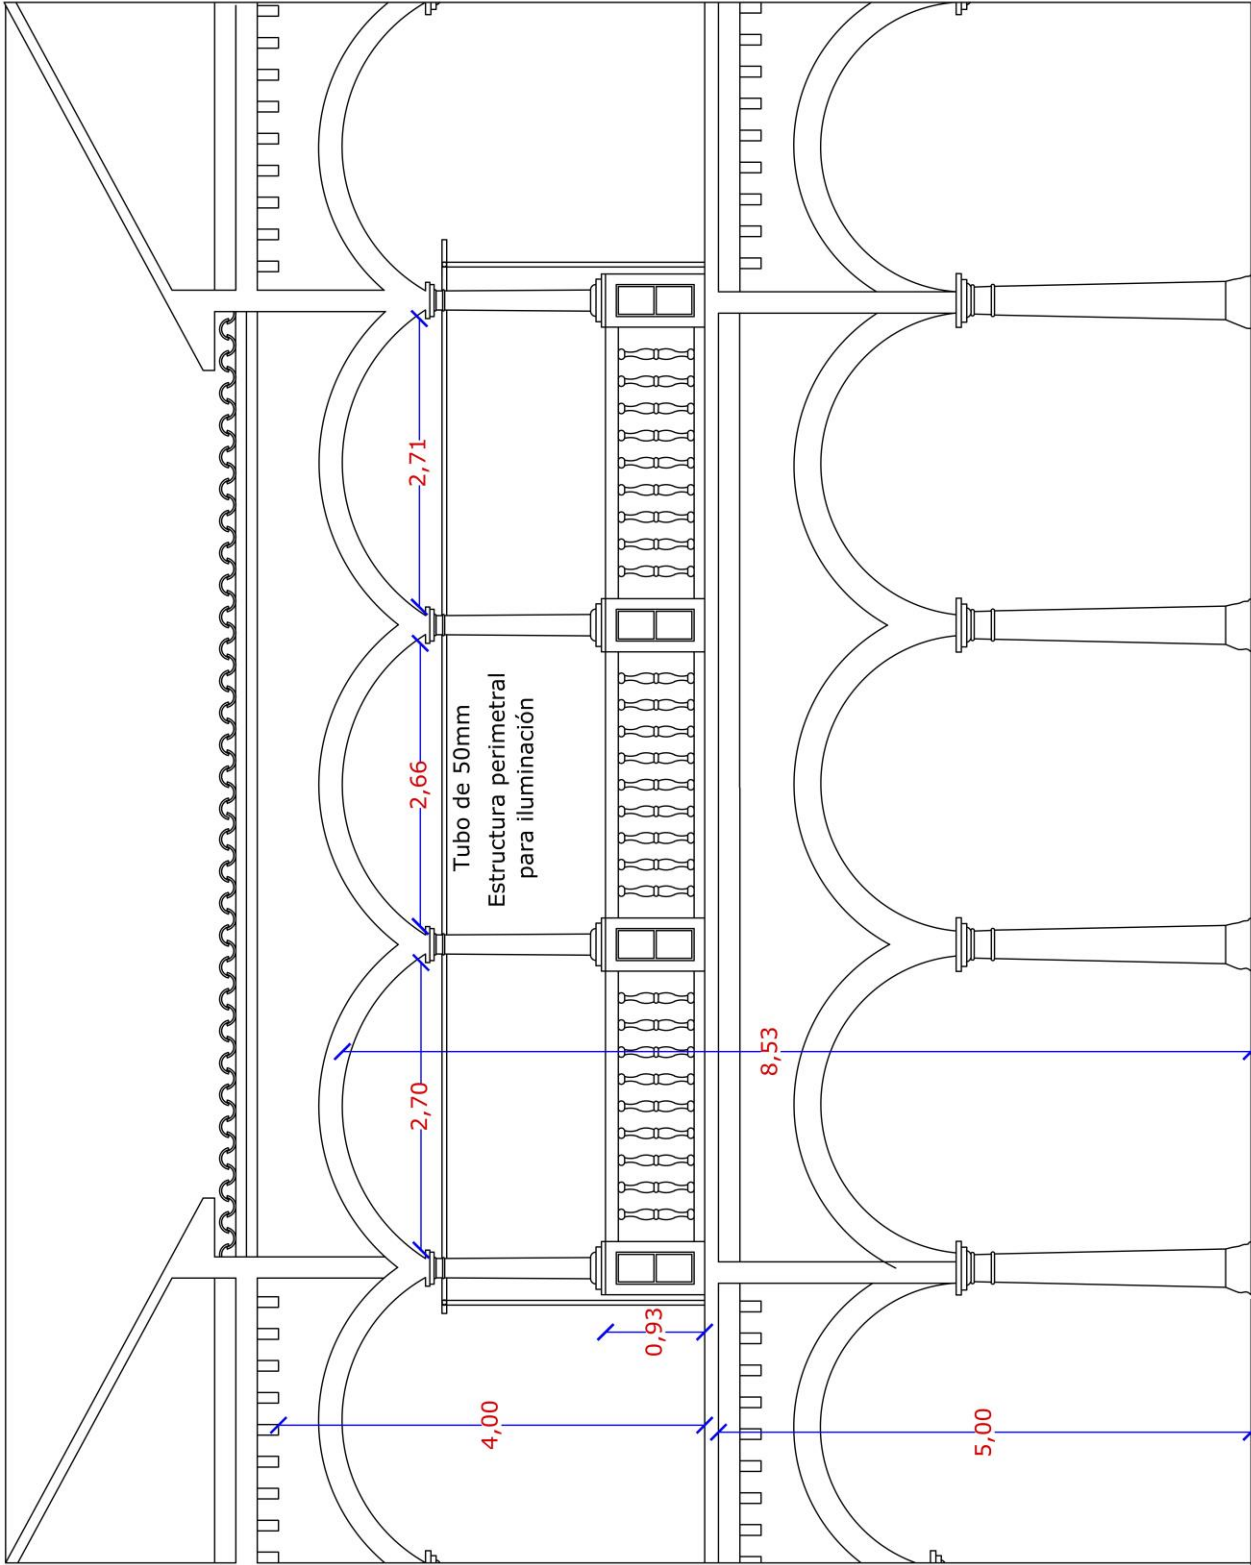 2,70
2,66
2,71
Tubo de 50mm
Estructura perimetral
para iluminación
4,00
0,93
8,53
5,00